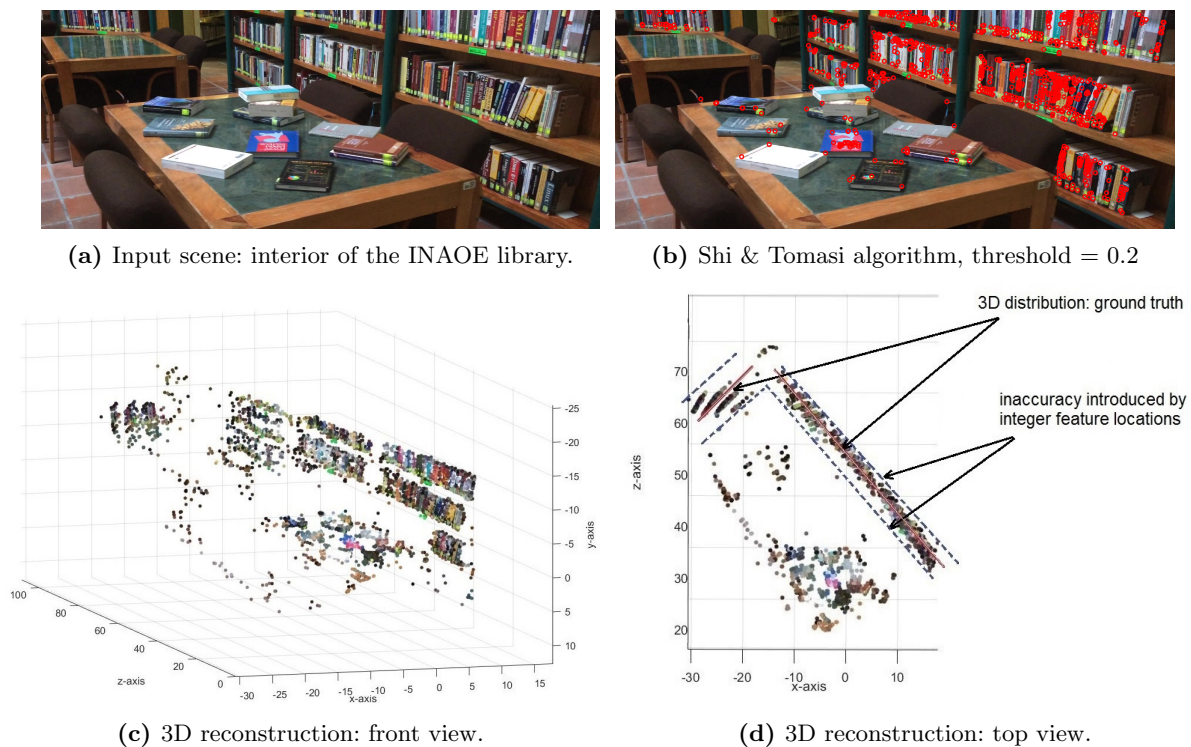 (a) Input scene: interior of the INAOE library.
(b) Shi & Tomasi algorithm, threshold = 0.2
-25
-20
-15
-10
-5
0
5
10
y-axis
100
80
60
40
20
0
z-axis
-30
-25
-20
-15
-10
-5
0
5
10
15
x-axis
(c) 3D reconstruction: front view.
3D distribution: ground truth
inaccuracy introduced by
integer feature locations
70
60
50
40
30
20
z-axis
-30
-20
-10
0
10
x-axis
(d) 3D reconstruction: top view.